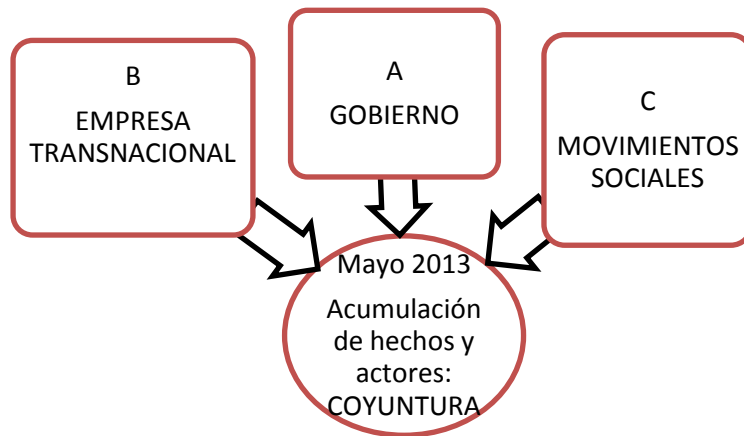 B
EMPRESA
TRANSNACIONAL
A
GOBIERNO
C
MOVIMIENTOS
SOCIALES
Mayo 2013
Acumulación
de hechos y
actores:
COYUNTURA